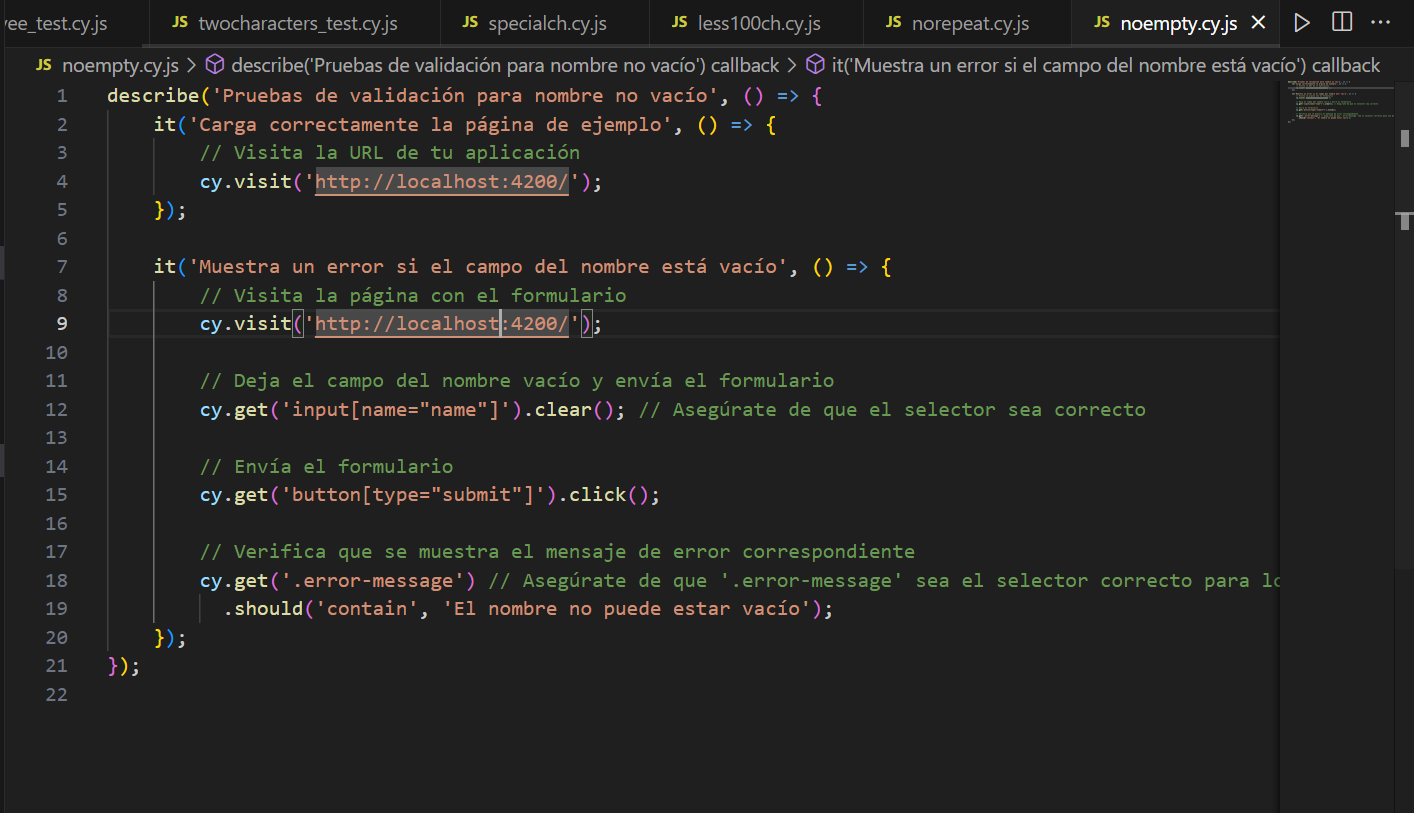 vee_test.cy.js JS twocharacters_test.cy.js JS specialch.cy.js JS less100ch.cy.js JS norepeat.cy.js JS noempty.cy.js
JS noempty.cy.js > describe('Pruebas de validación para nombre no vacío') callback > it('Muestra un error si el campo del nombre está vacío') callback
1 describe('Pruebas de validación para nombre no vacío', () => {
2 it('Carga correctamente la página de ejemplo', () => {
3 // Visita la URL de tu aplicación
4 cy.visit('http://localhost:4200/');
5 });
6
7 it('Muestra un error si el campo del nombre está vacío', () => {
8 // Visita la página con el formulario
9 cy.visit('http://localhost:4200/');
10
11 // Deja el campo del nombre vacío y envía el formulario
12 cy.get('input[name="name"]').clear(); // Asegúrate de que el selector sea correcto
13
14 // Envía el formulario
15 cy.get('button[type="submit"]').click();
16
17 // Verifica que se muestra el mensaje de error correspondiente
18 cy.get('.error-message') // Asegúrate de que '.error-message' sea el selector correcto para lo
19 .should('contain', 'El nombre no puede estar vacío');
20 });
21 });
22